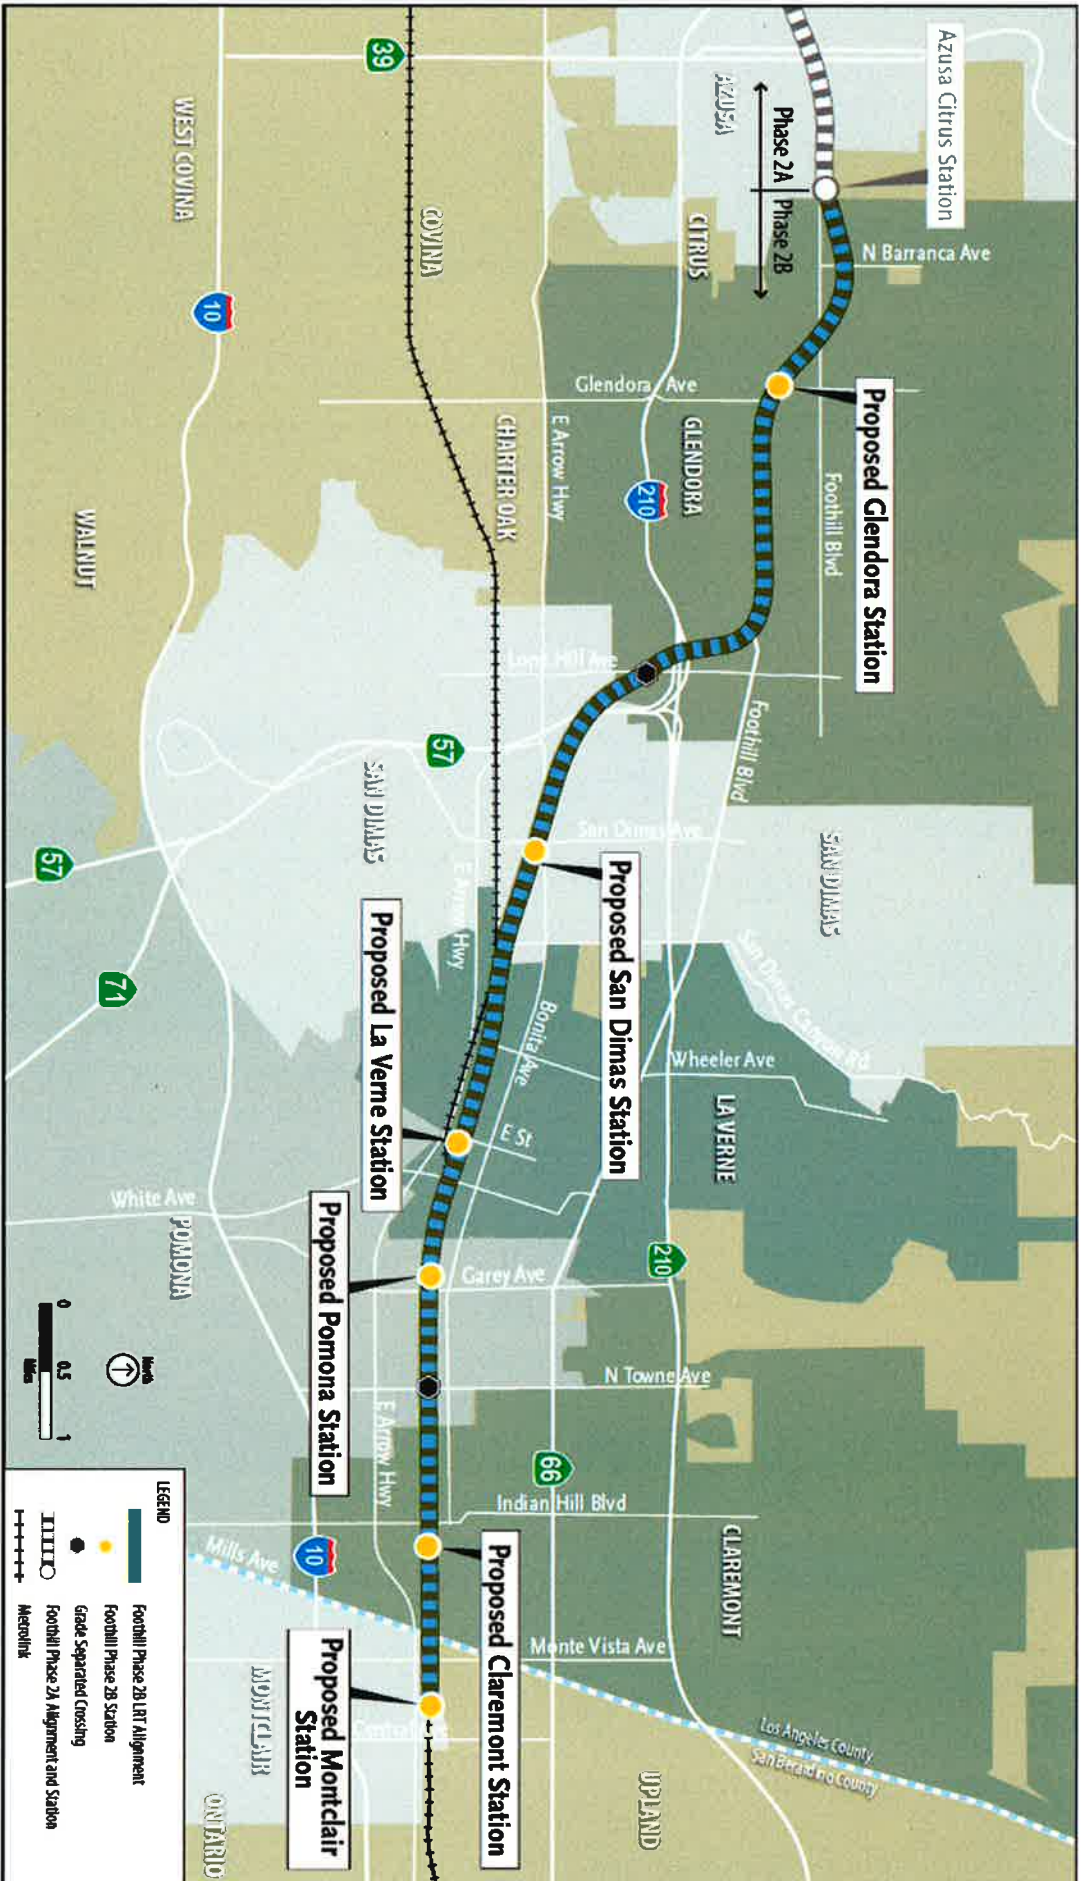 Azusa Citrus Station
N Barranca Ave
39
AZUSA
Phase 2A
Phase 2B
CITRUS
COVINA
WEST COVINA
10
Proposed Glendora Station
Glendora Ave
Foothill Blvd
GLENDORA
E Arrow Hwy
CHARTER OAK
210
WALNUT
Lone Hill Ave
Foothill Blvd
57
SAN DIMAS
San Dimas Ave
SAN DIMAS
57
Proposed San Dimas Station
E Arrow Hwy
San Dimas Canyon Rd
71
Bonita Ave
Wheeler Ave
Proposed La Verne Station
LA VERNE
E St
White Ave
POMONA
Proposed Pomona Station
Garey Ave
210
N Towne Ave
E Arrow Hwy
66
Indian Hill Blvd
CLAREMONT
Mills Ave
10
Proposed Claremont Station
Monte Vista Ave
Proposed Montclair
Station
MONTCLAIR
Central Ave
Los Angeles County
San Berardino County
UPLAND
ONTARIO
North
0 0.5 1
Miles
LEGEND
Foothill Phase 2B LRT Alignment
Foothill Phase 2B Station
Grade Separated Crossing
Foothill Phase 2A Alignment and Station
Metrolink